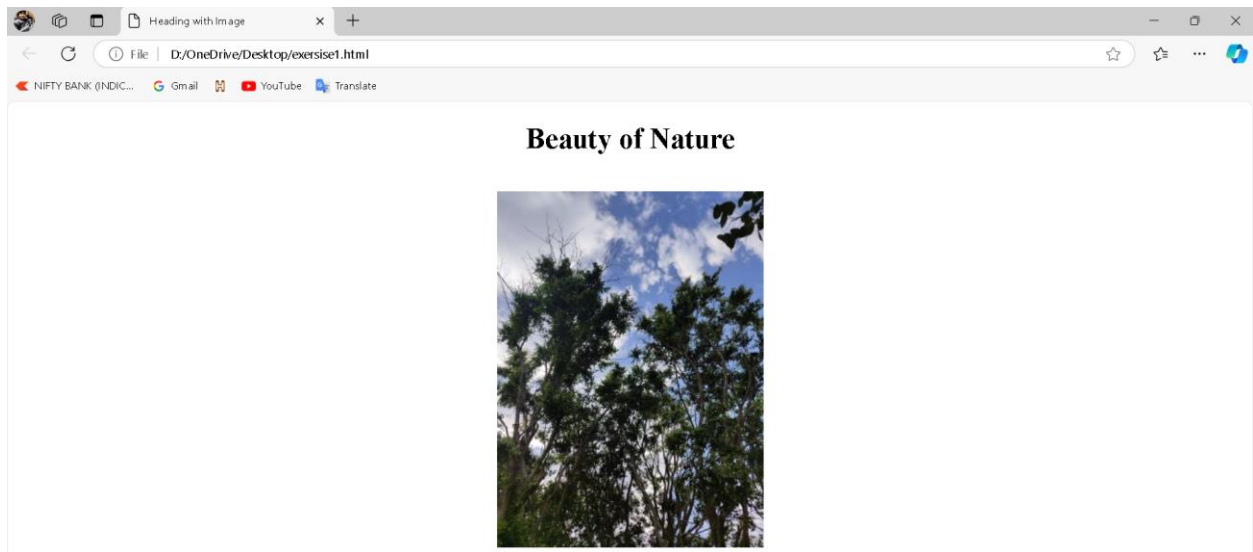 Heading with Image
File | D:/OneDrive/Desktop/exersise1.html
NIFTY BANK (INDIC... Gmail YouTube Translate
Beauty of Nature